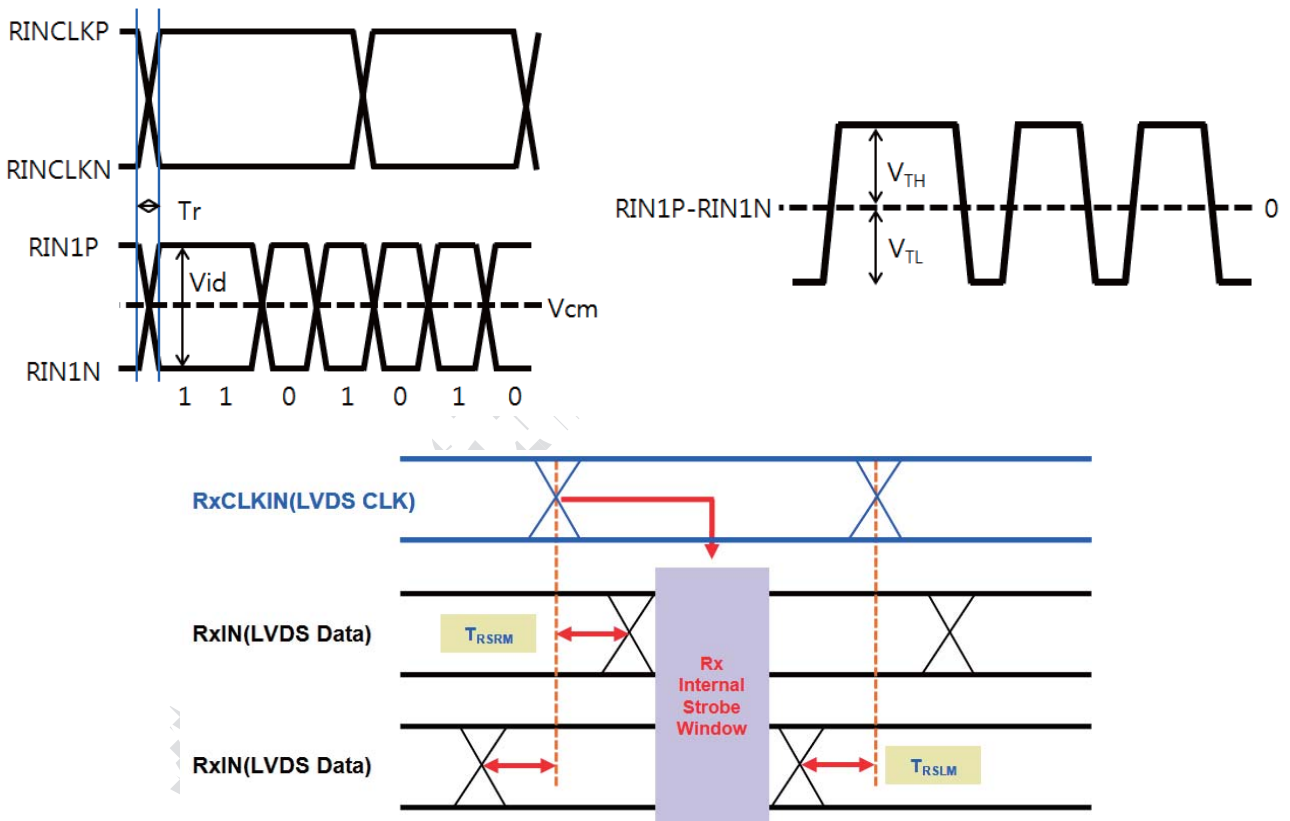 RINCLKP
RINCLKN
Tr
RIN1P
Vid
Vcm
RIN1N
1 1 0 1 0 1 0
VTH
RIN1P-RIN1N
0
VTL
RxCLKIN(LVDS CLK)
RxIN(LVDS Data)
TRSRM
Rx
Internal
Strobe
Window
RxIN(LVDS Data)
TRSLM